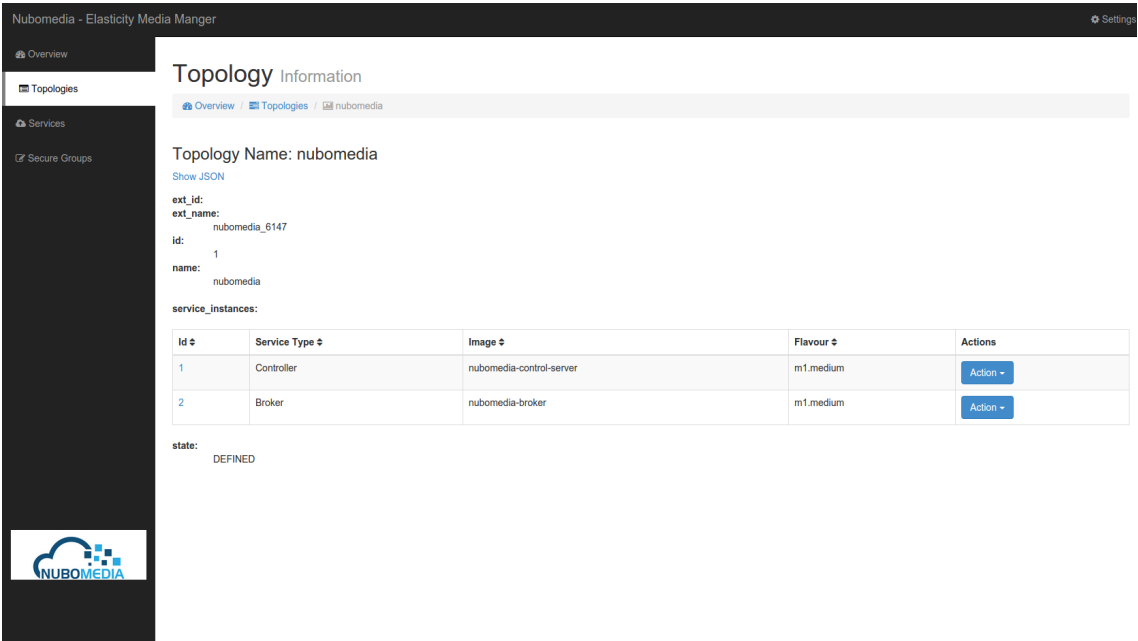 Nubomedia - Elasticity Media Manger
Settings
Overview
Topologies
Services
Secure Groups
Topology Information
Overview / Topologies / nubomedia
Topology Name: nubomedia
Show JSON
ext_id:
ext_name:
nubomedia_6147
id:
1
name:
nubomedia
service_instances:
Id Service Type Image Flavour Actions
1 Controller nubomedia-control-server m1.medium Action
2 Broker nubomedia-broker m1.medium Action
state:
DEFINED
NUBOMEDIA